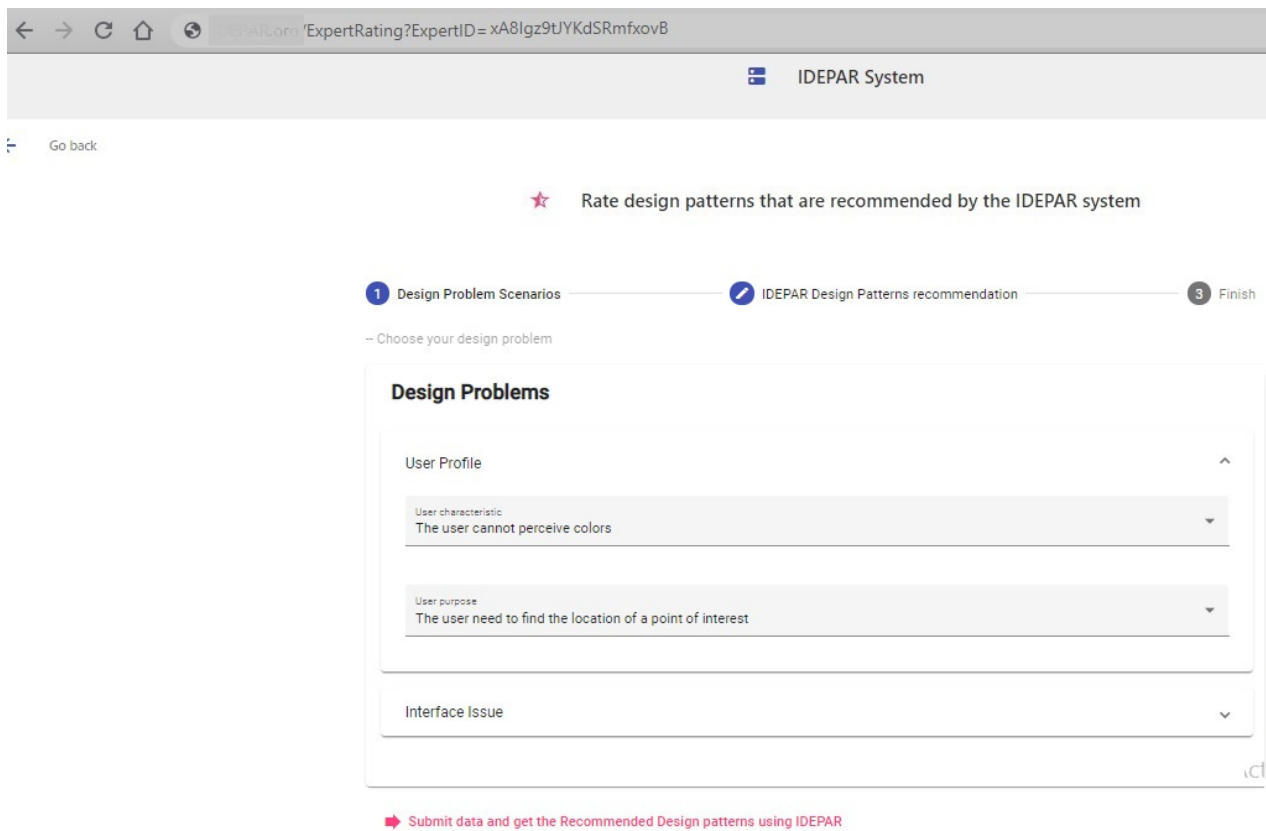 /ExpertRating?ExpertID= xA8Igz9tJYKdSRmfxovB
IDEPAR System
Go back
Rate design patterns that are recommended by the IDEPAR system
1 Design Problem Scenarios
IDEPAR Design Patterns recommendation
3 Finish
-- Choose your design problem
Design Problems
User Profile
User characteristic
The user cannot perceive colors
User purpose
The user need to find the location of a point of interest
Interface Issue
Submit data and get the Recommended Design patterns using IDEPAR